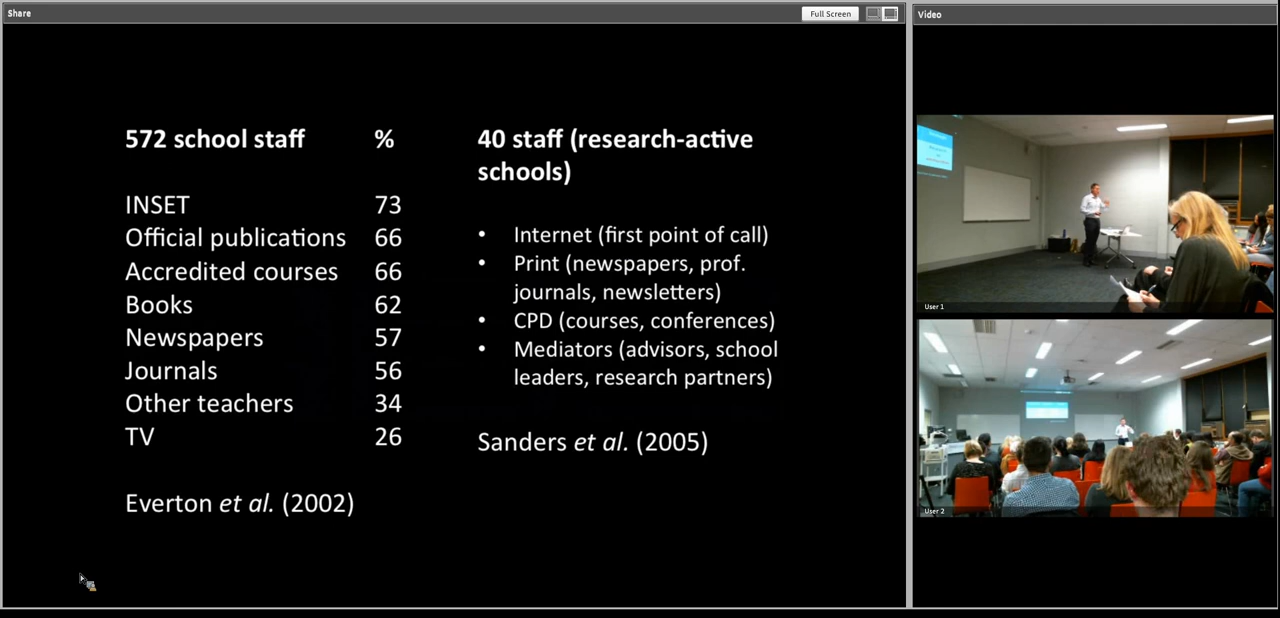 Share
Full Screen
Video
572 school staff %
INSET 73
Official publications 66
Accredited courses 66
Books 62
Newspapers 57
Journals 56
Other teachers 34
TV 26
Everton et al. (2002)
40 staff (research-active
schools)
• Internet (first point of call)
• Print (newspapers, prof.
journals, newsletters)
• CPD (courses, conferences)
• Mediators (advisors, school
leaders, research partners)
Sanders et al. (2005)
User 1
User 2